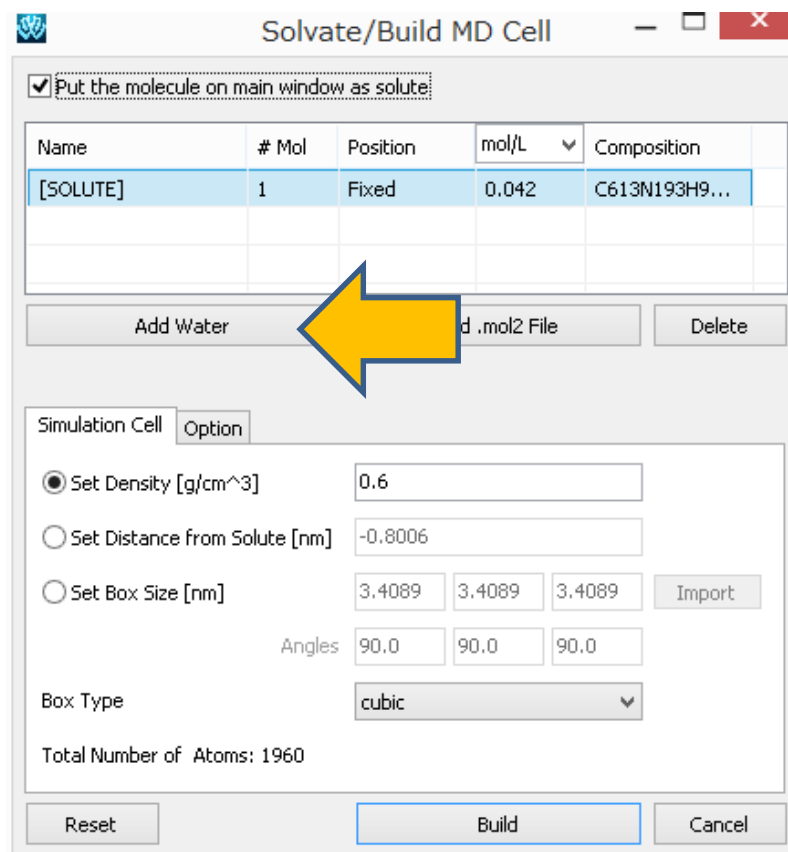 Solvate/Build MD Cell
Put the molecule on main window as solute
Name # Mol Position mol/L Composition
[SOLUTE] 1 Fixed 0.042 C613N193H9...
Add Water .mol2 File Delete
Simulation Cell Option
Set Density [g/cm^3] 0.6
Set Distance from Solute [nm] -0.8006
Set Box Size [nm] 3.4089 3.4089 3.4089 Import
Angles 90.0 90.0 90.0
Box Type cubic
Total Number of Atoms: 1960
Reset Build Cancel